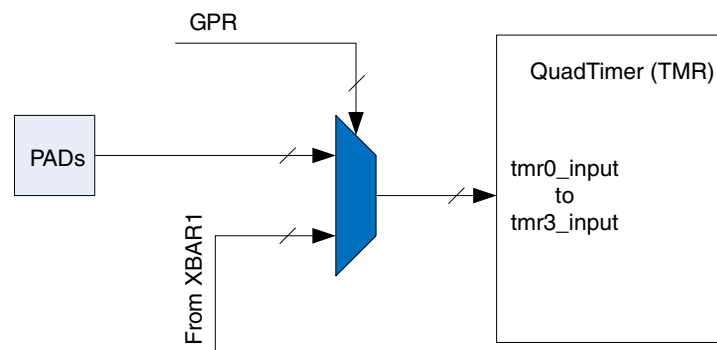 GPR
QuadTimer (TMR)
PADs
tmr0_input
to
tmr3_input
From XBAR1